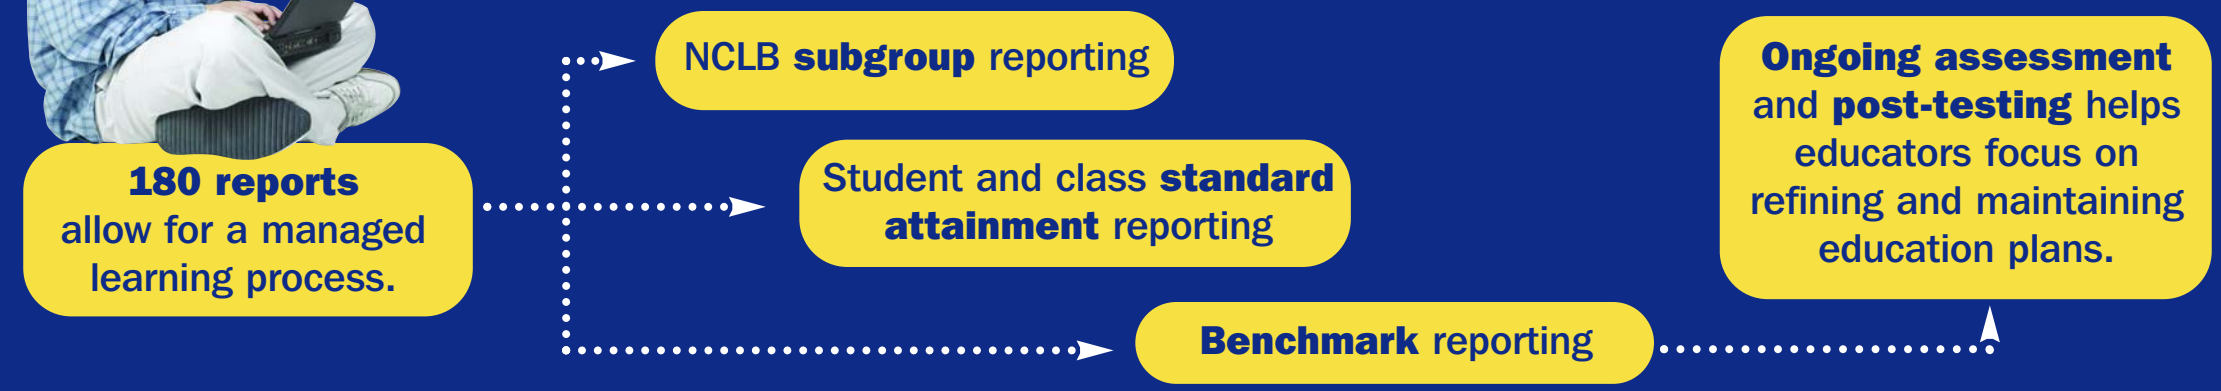 180 reports
allow for a managed
learning process.
NCLB subgroup reporting
Student and class standard
attainment reporting
Benchmark reporting
Ongoing assessment
and post-testing helps
educators focus on
refining and maintaining
education plans.